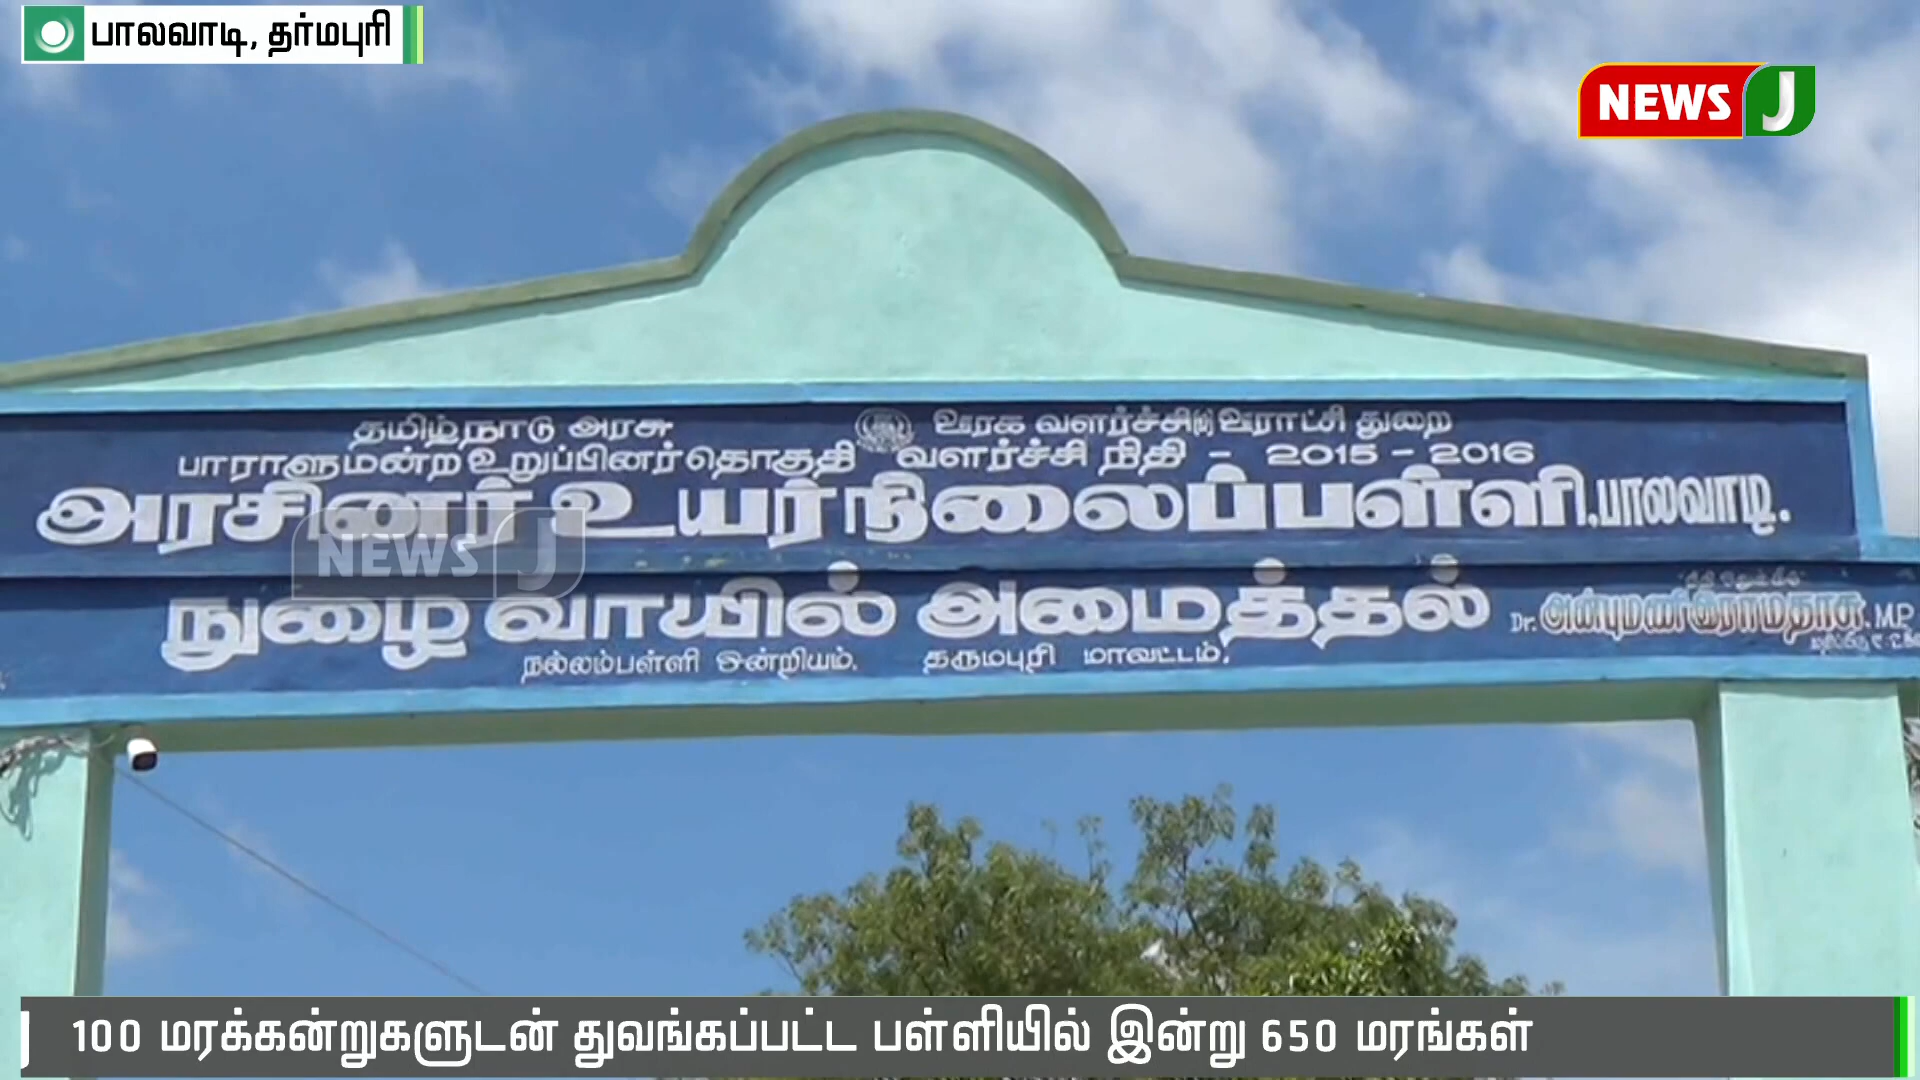 பாலவாடி, தர்மபுரி
NEWS J
தமிழ்நாடு அரசு ஊரக வளர்ச்சி(ம)ஊராட்சி துறை
பாராளுமன்ற உறுப்பினர் தொகுதி வளர்ச்சி நிதி - 2015 - 2016
அரசினர் உயர்நிலைப்பள்ளி, பாலவாடி.
NEWS J
நுழை வாயில் அமைத்தல்
Dr. அன்புமணி இராமதாசு. M.P
நல்லம்பள்ளி ஒன்றியம். தருமபுரி மாவட்டம்.
100 மரக்கன்றுகளுடன் துவங்கப்பட்ட பள்ளியில் இன்று 650 மரங்கள்